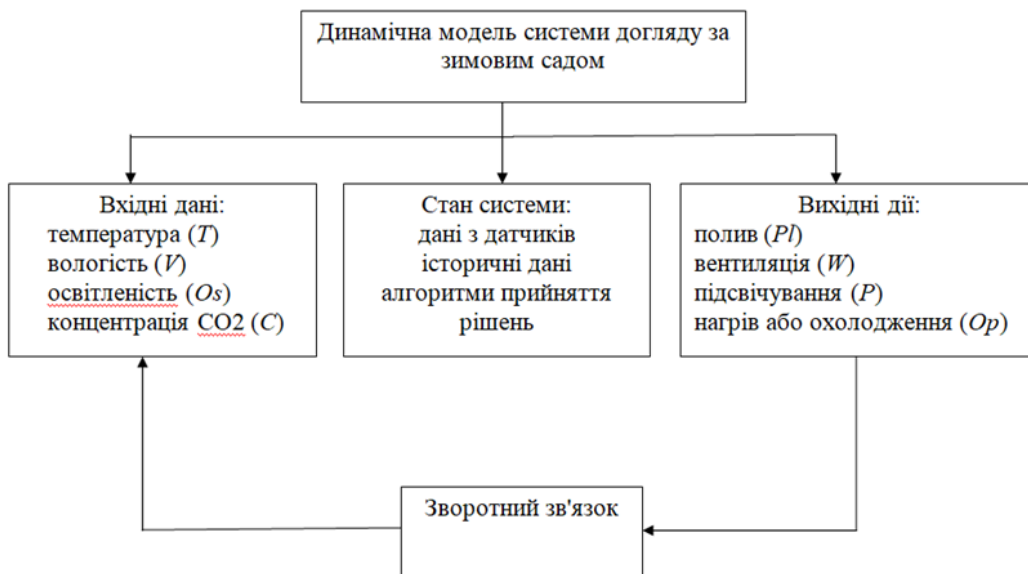 Динамічна модель системи догляду за
зимовим садом
Вхідні дані:
температура (T)
вологість (V)
освітленість (Os)
концентрація CO2 (C)
Стан системи:
дані з датчиків
історичні дані
алгоритми прийняття
рішень
Вихідні дії:
полив (Pl)
вентиляція (W)
підсвічування (P)
нагрів або охолодження (Op)
Зворотний зв'язок